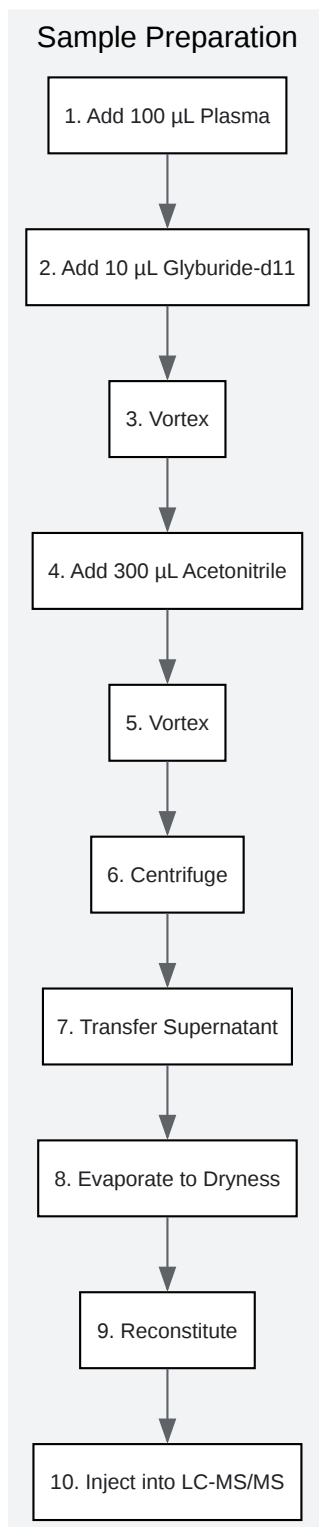 Sample Preparation
1. Add 100 µL Plasma
2. Add 10 µL Glyburide-d11
3. Vortex
4. Add 300 µL Acetonitrile
5. Vortex
6. Centrifuge
7. Transfer Supernatant
8. Evaporate to Dryness
9. Reconstitute
10. Inject into LC-MS/MS